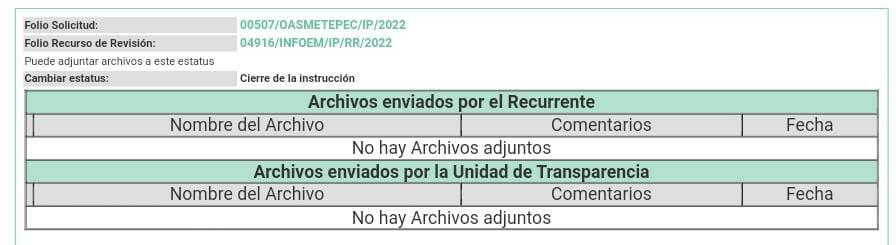 Folio Solicitud: 00507/OASMETEPEC/IP/2022
Folio Recurso de Revisión: 04916/INFOEM/IP/RR/2022
Puede adjuntar archivos a este estatus
Cambiar estatus: Cierre de la instrucción
Archivos enviados por el Recurrente
Nombre del Archivo Comentarios Fecha
No hay Archivos adjuntos
Archivos enviados por la Unidad de Transparencia
Nombre del Archivo Comentarios Fecha
No hay Archivos adjuntos